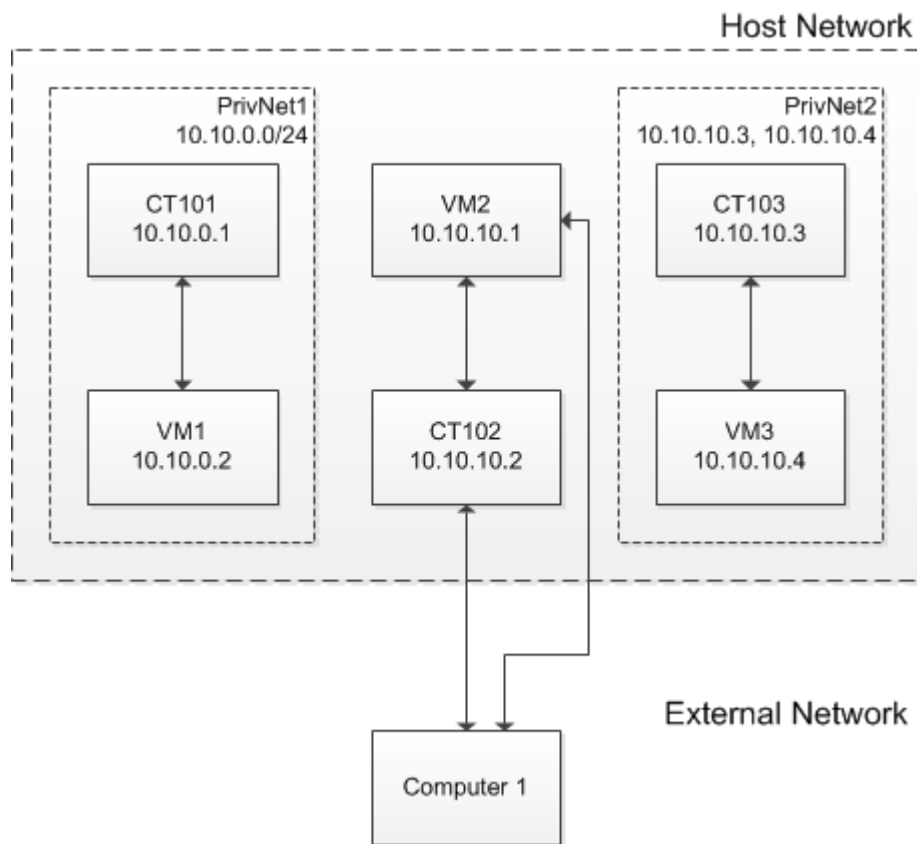 Host Network
PrivNet1
10.10.0.0/24
CT101
10.10.0.1
VM1
10.10.0.2
VM2
10.10.10.1
CT102
10.10.10.2
PrivNet2
10.10.10.3, 10.10.10.4
CT103
10.10.10.3
VM3
10.10.10.4
External Network
Computer 1